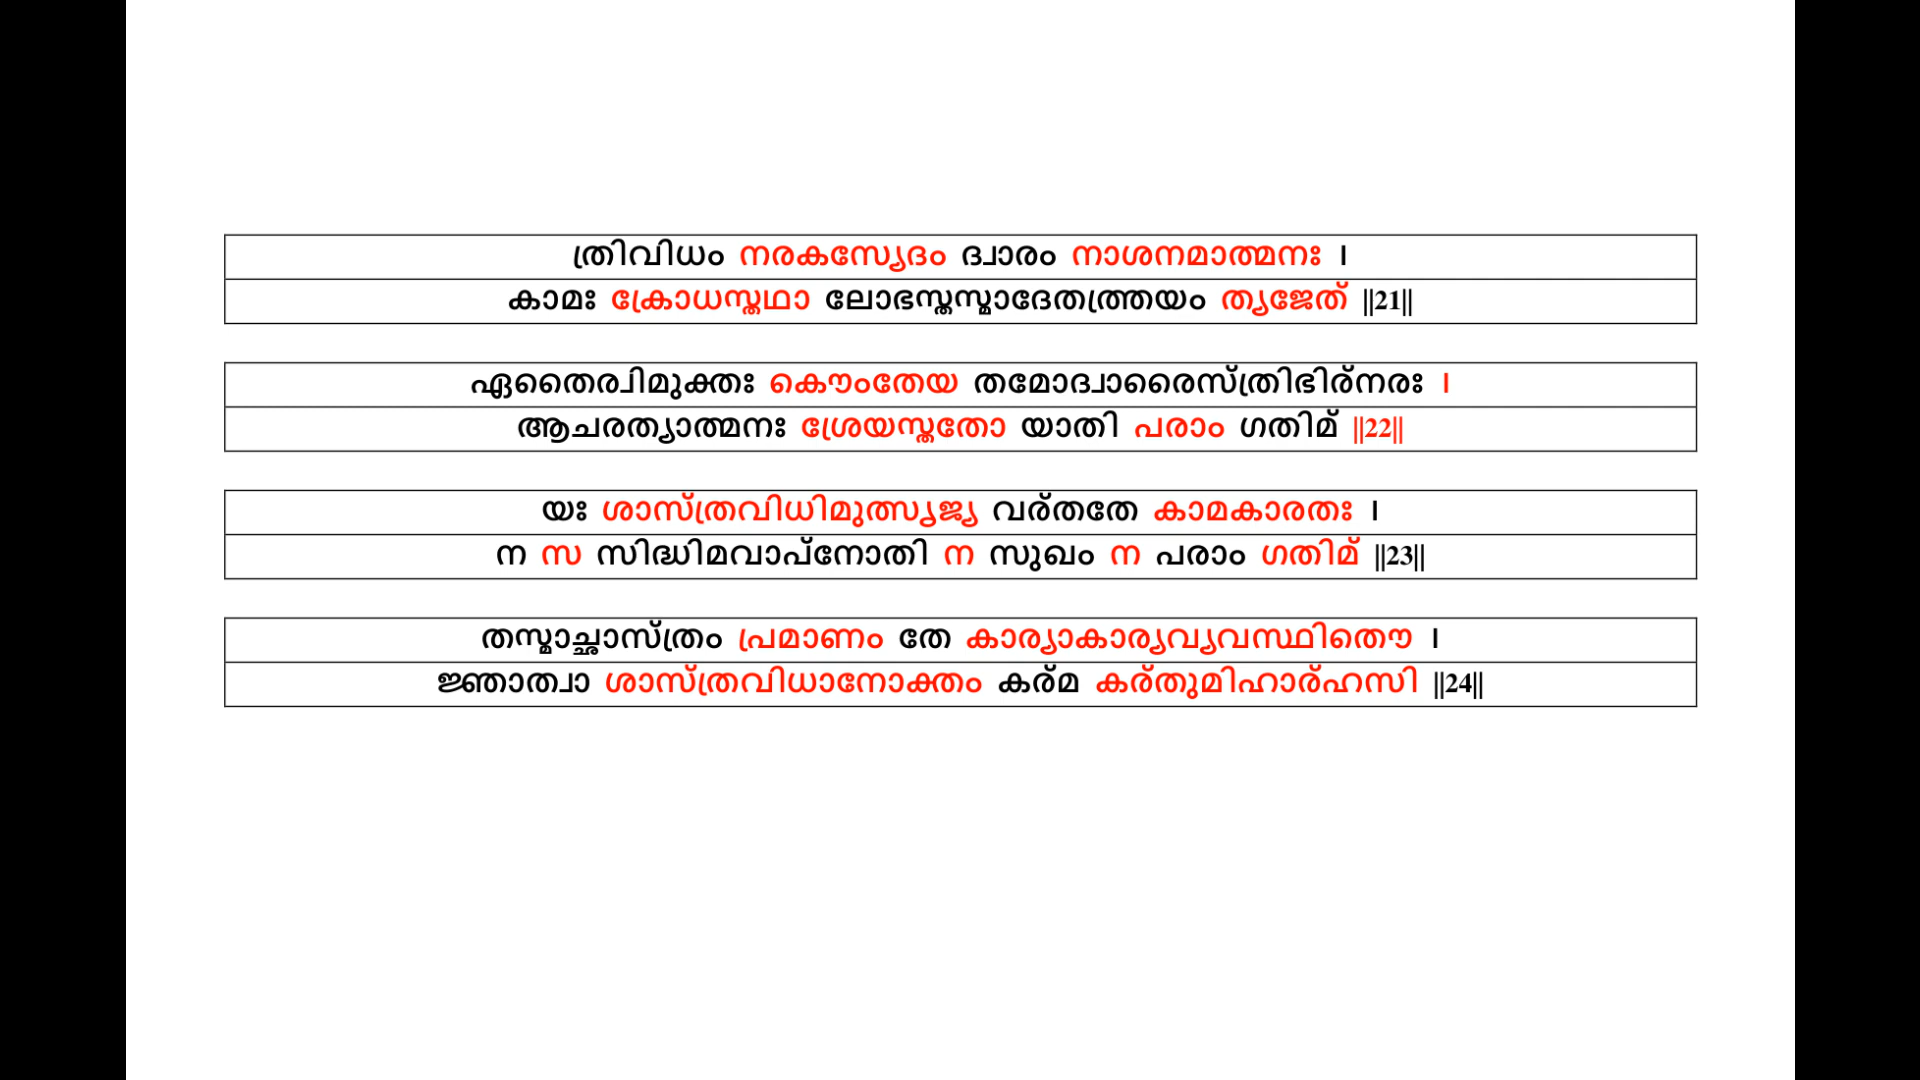 ത്രിവിധം നരകസ്യേദം ദ്വാരം നാശനമാത്മനഃ ।
കാമഃ ക്രോധസ്തഥാ ലോഭസ്തസ്മാദേതത്ത്രയം ത്യജേത് ||21||
ഏതൈര്വിമുക്തഃ കൌംതേയ തമോദ്വാരൈസ്ത്രിഭിര്നരഃ ।
ആചരത്യാത്മനഃ ശ്രേയസ്തതോ യാതി പരാം ഗതിമ് ||22||
യഃ ശാസ്ത്രവിധിമുത്സൃജ്യ വര്തതേ കാമകാരതഃ ।
ന സ സിദ്ധിമവാപ്നോതി ന സുഖം ന പരാം ഗതിമ് ||23||
തസ്മാച്ഛാസ്ത്രം പ്രമാണം തേ കാര്യാകാര്യവ്യവസ്ഥിതൌ ।
ജ്ഞാത്വാ ശാസ്ത്രവിധാനോക്തം കര്മ കര്തുമിഹാര്ഹസി ||24||